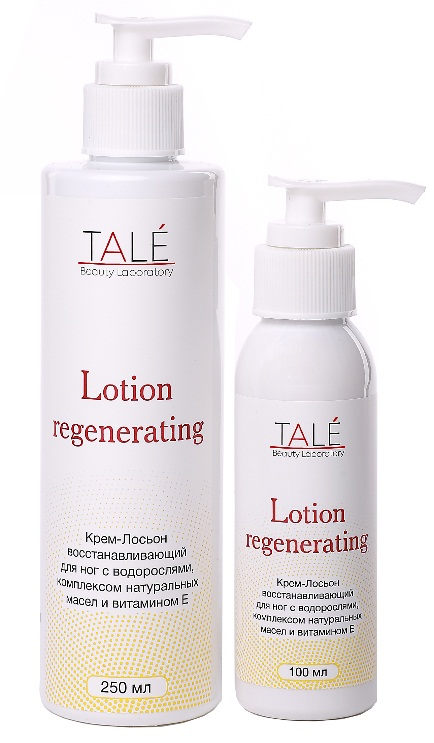 TALÉ
Beauty Laboratory
Lotion
regenerating
Крем-Лосьон
восстанавливающий
для ног с водорослями,
комплексом натуральных
масел и витамином Е
250 мл
TALÉ
Beauty Laboratory
Lotion
regenerating
Крем-Лосьон
восстанавливающий
для ног с водорослями,
комплексом натуральных
масел и витамином Е
100 мл